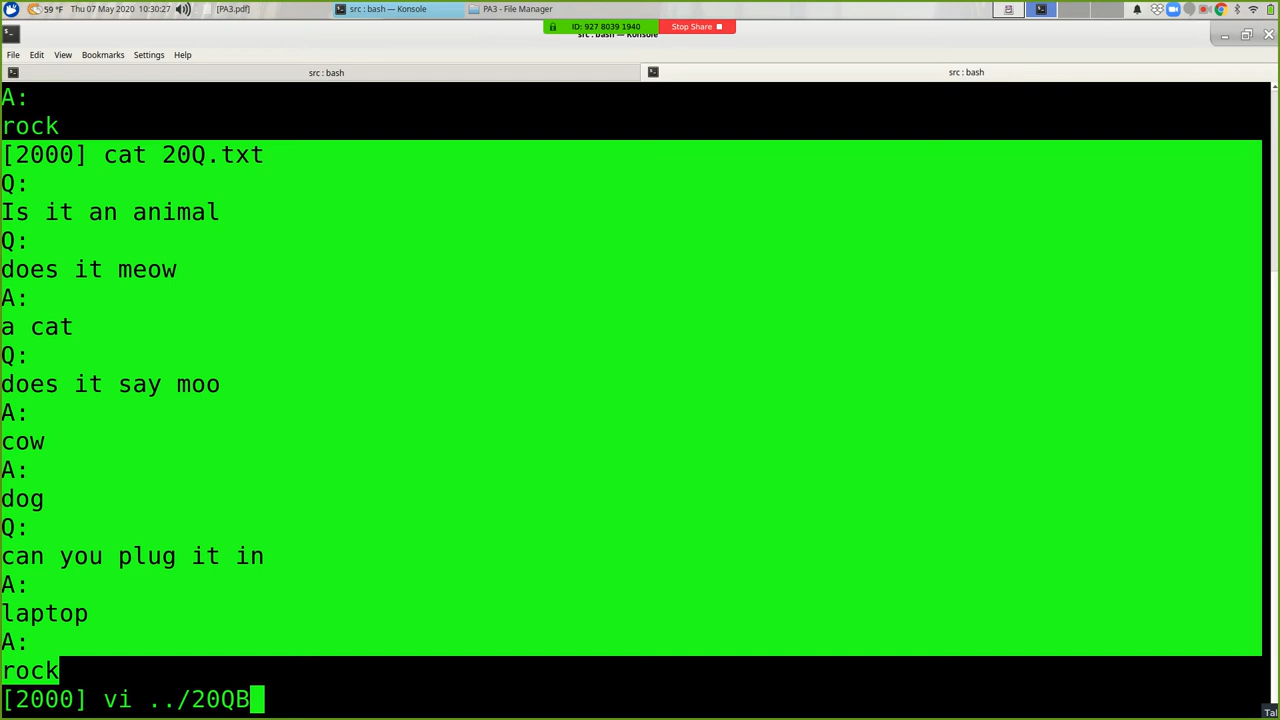 59 °F Thu 07 May 2020 10:30:27 [PA3.pdf] src : bash — Konsole PA3 - File Manager
ID: 927 8039 1940 Stop Share
src : bash — Konsole
File Edit View Bookmarks Settings Help
src : bash src : bash
A:
rock
[2000] cat 20Q.txt
Q:
Is it an animal
Q:
does it meow
A:
a cat
Q:
does it say moo
A:
cow
A:
dog
Q:
can you plug it in
A:
laptop
A:
rock
[2000] vi ../20QB
Tal